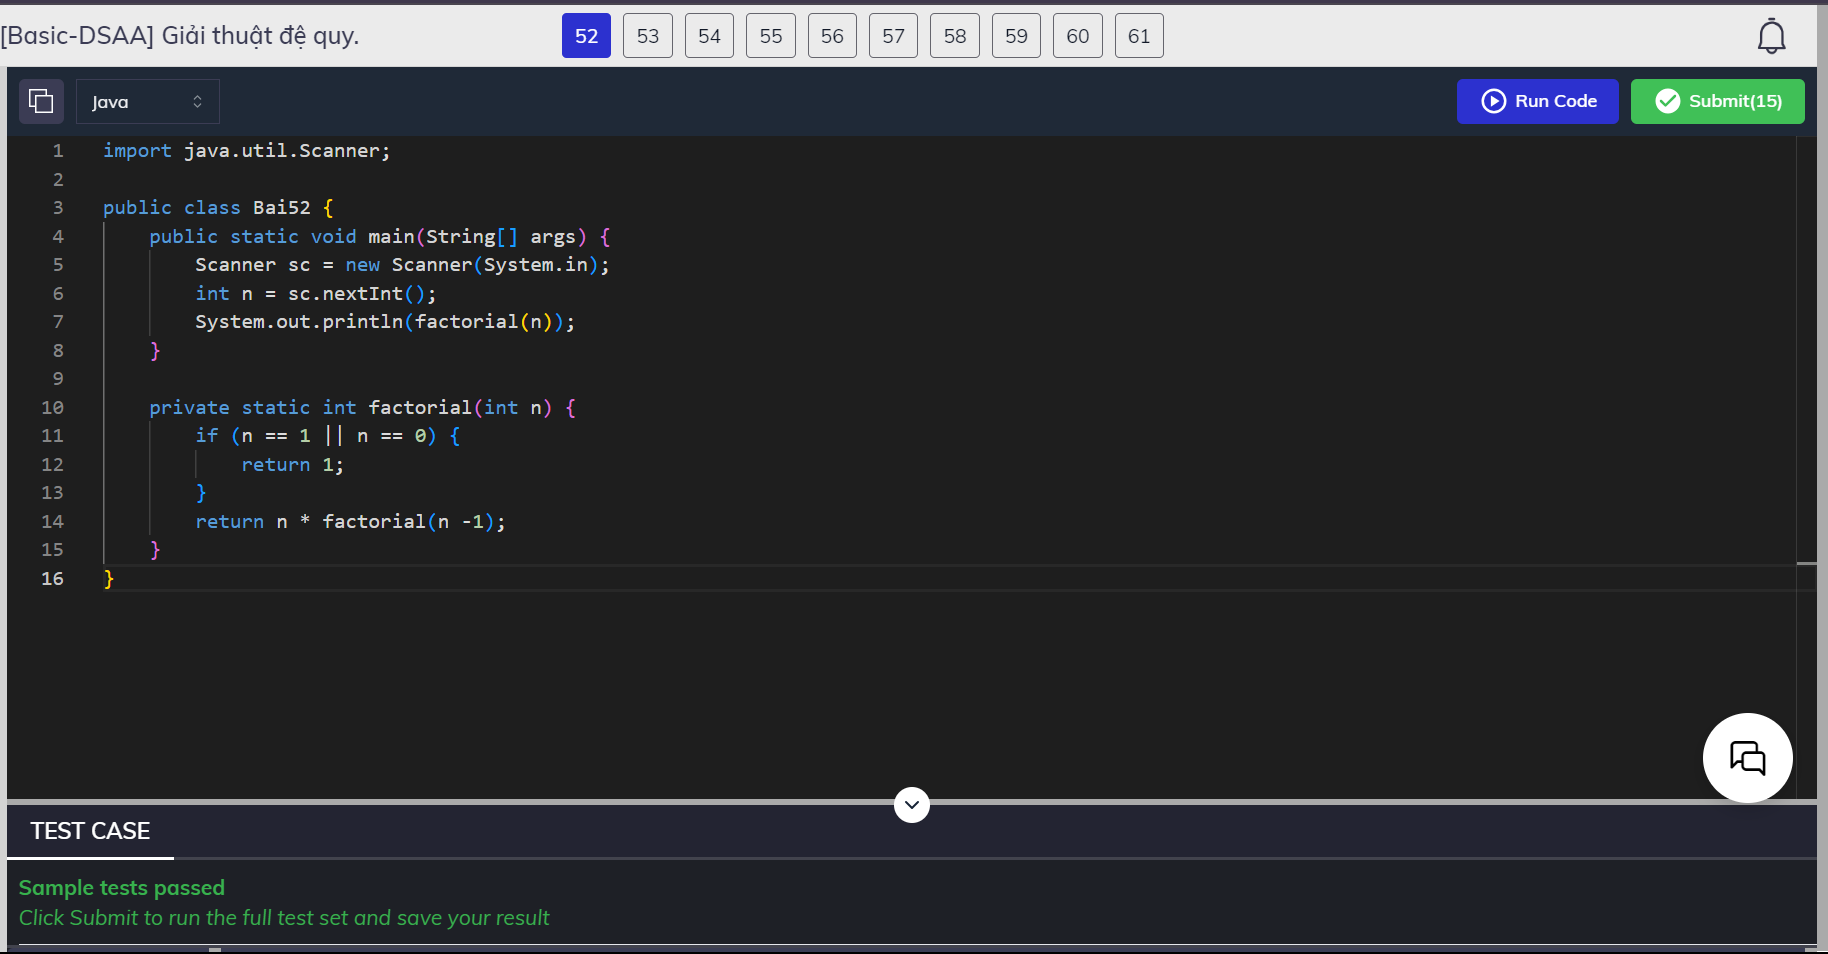 [Basic-DSAA] Giải thuật đệ quy.
52 53 54 55 56 57 58 59 60 61
Java
Run Code
Submit(15)
1 import java.util.Scanner;
2
3 public class Bai52 {
4     public static void main(String[] args) {
5         Scanner sc = new Scanner(System.in);
6         int n = sc.nextInt();
7         System.out.println(factorial(n));
8     }
9
10     private static int factorial(int n) {
11         if (n == 1 || n == 0) {
12             return 1;
13         }
14         return n * factorial(n -1);
15     }
16 }
TEST CASE
Sample tests passed
Click Submit to run the full test set and save your result